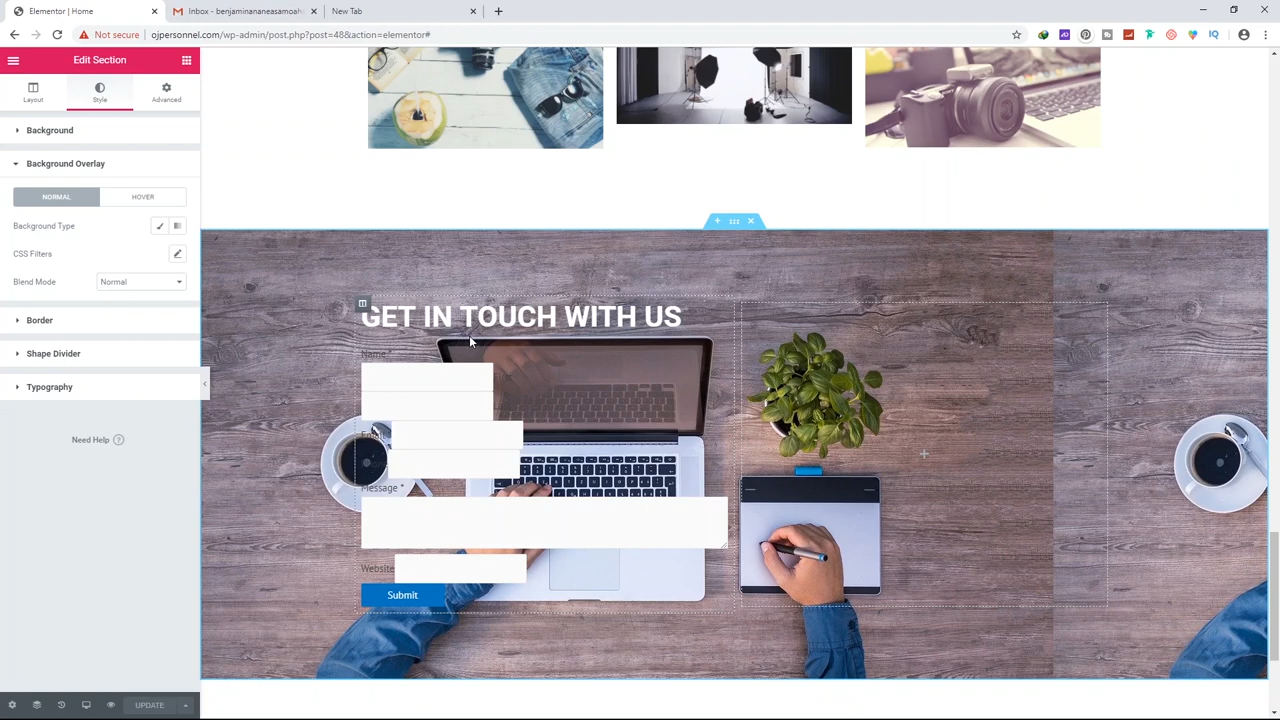 Elementor | Home
Inbox - benjaminananeasamoah
New Tab
Not secure
ojpersonnel.com/wp-admin/post.php?post=48&action=elementor#
Edit Section
Layout
Style
Advanced
Background
Background Overlay
NORMAL
HOVER
Background Type
CSS Filters
Blend Mode
Normal
Border
Shape Divider
Typography
Need Help
UPDATE
GET IN TOUCH WITH US
Name *
Message *
Website
Submit